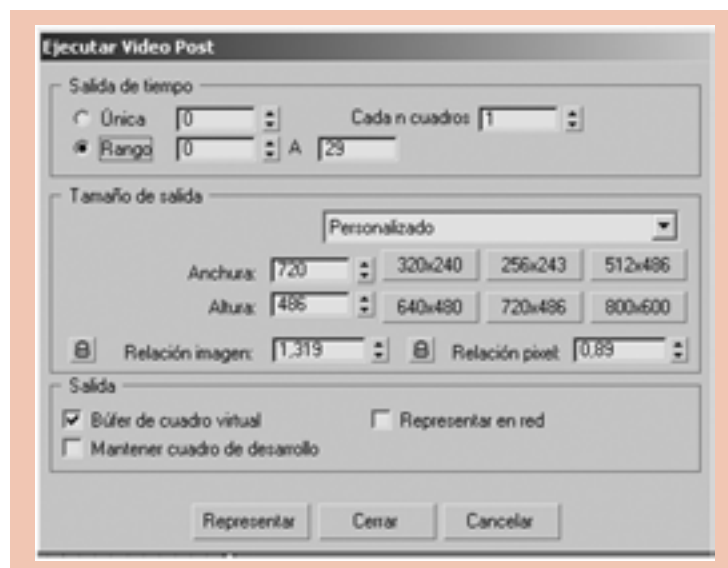 Ejecutar Video Post
Salida de tiempo
Única 0 Cada n cuadros 1
Rango 0 A 29
Tamaño de salida
Personalizado
Anchura: 720 320x240 256x243 512x486
Altura: 486 640x480 720x486 800x600
Relación imagen: 1,319 Relación pixel: 0,89
Salida
Búfer de cuadro virtual Representar en red
Mantener cuadro de desarrollo
Representar Cerrar Cancelar